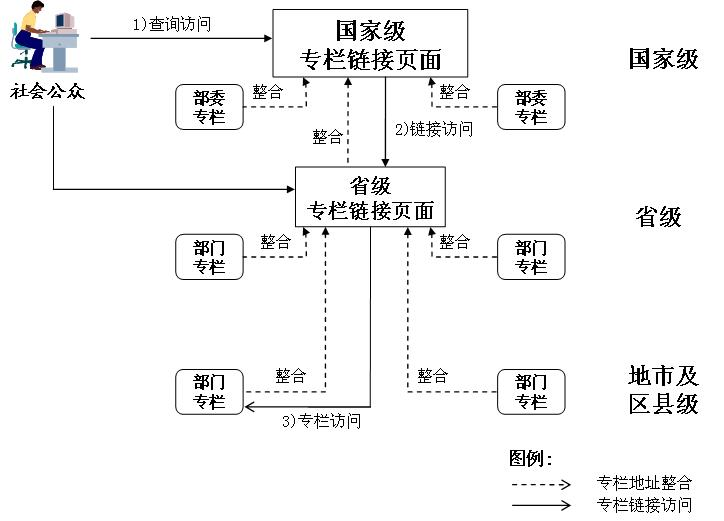 1)查询访问
国家级
专栏链接页面
国家级
社会公众
部委
专栏
整合
整合
部委
专栏
整合
2)链接访问
省级
专栏链接页面
省级
部门
专栏
整合
整合
部门
专栏
部门
专栏
整合
整合
部门
专栏
地市及
区县级
3)专栏访问
图例:
专栏地址整合
专栏链接访问